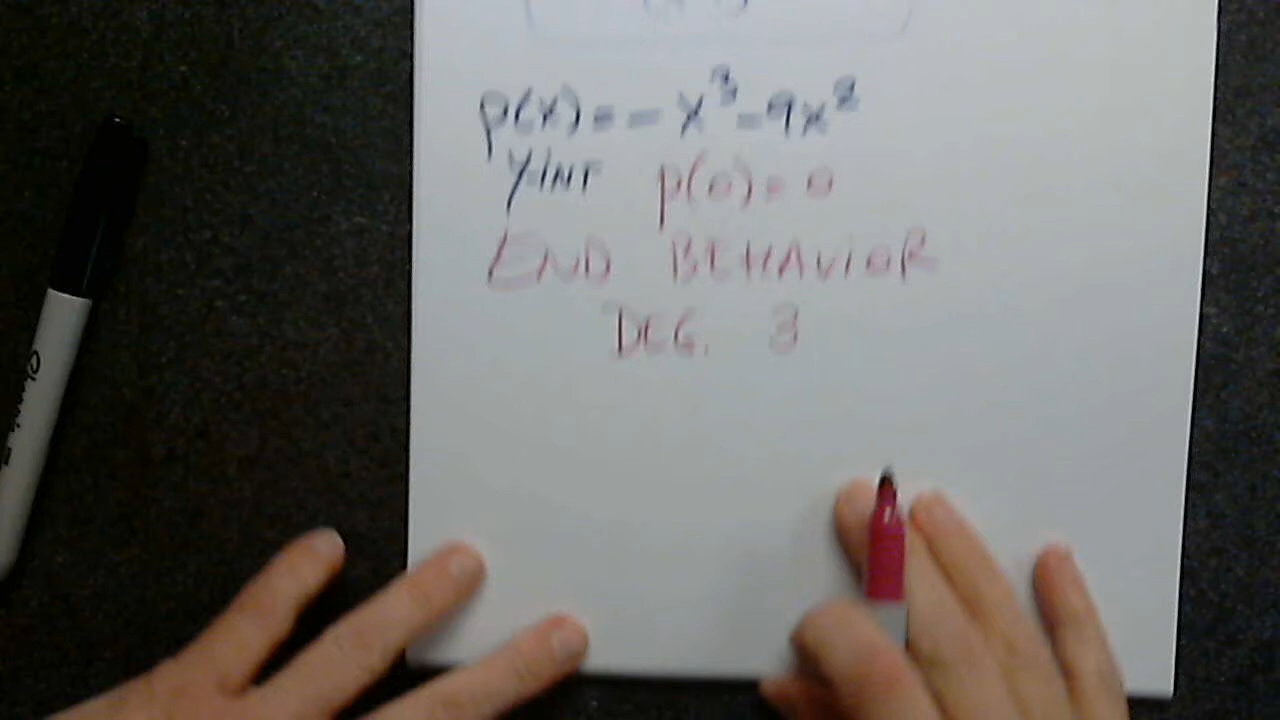 p(x) = - x³ - 9x²
Y-INT p(0) = 0
END BEHAVIOR
DEG. 3